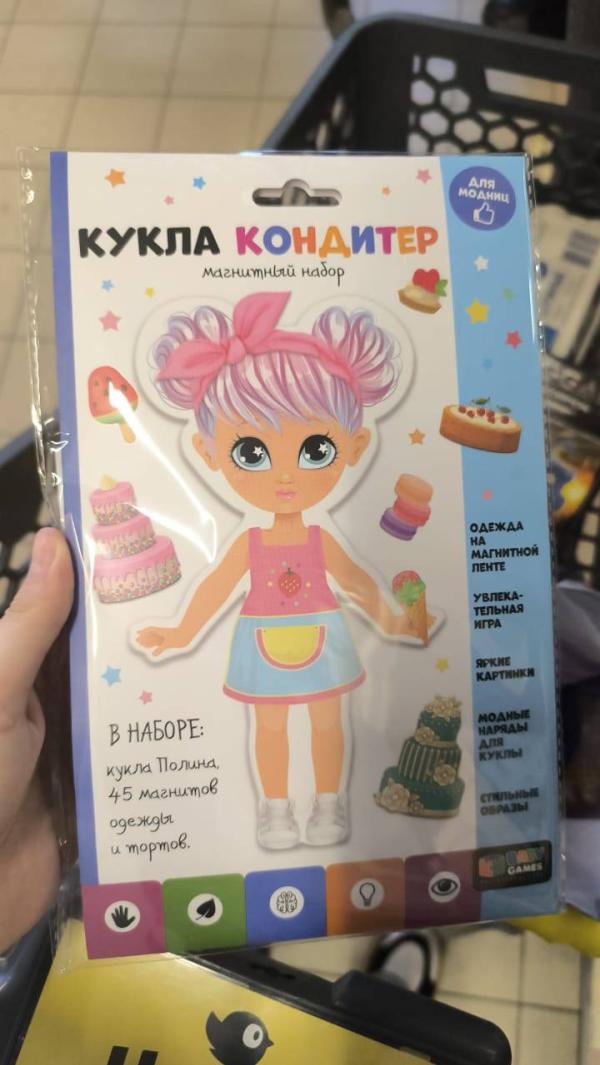 ДЛЯ
МОДНИЦ
КУКЛА КОНДИТЕР
магнитный набор
ОДЕЖДА
НА
МАГНИТНОЙ
ЛЕНТЕ
УВЛЕКА-
ТЕЛЬНАЯ
ИГРА
ЯРКИЕ
КАРТИНКИ
МОДНЫЕ
НАРЯДЫ
ДЛЯ
КУКЛЫ
СТИЛЬНЫЕ
ОБРАЗЫ
В НАБОРЕ:
кукла Полина,
45 магнитов
одежды
и тортов.
BABY
GAMES